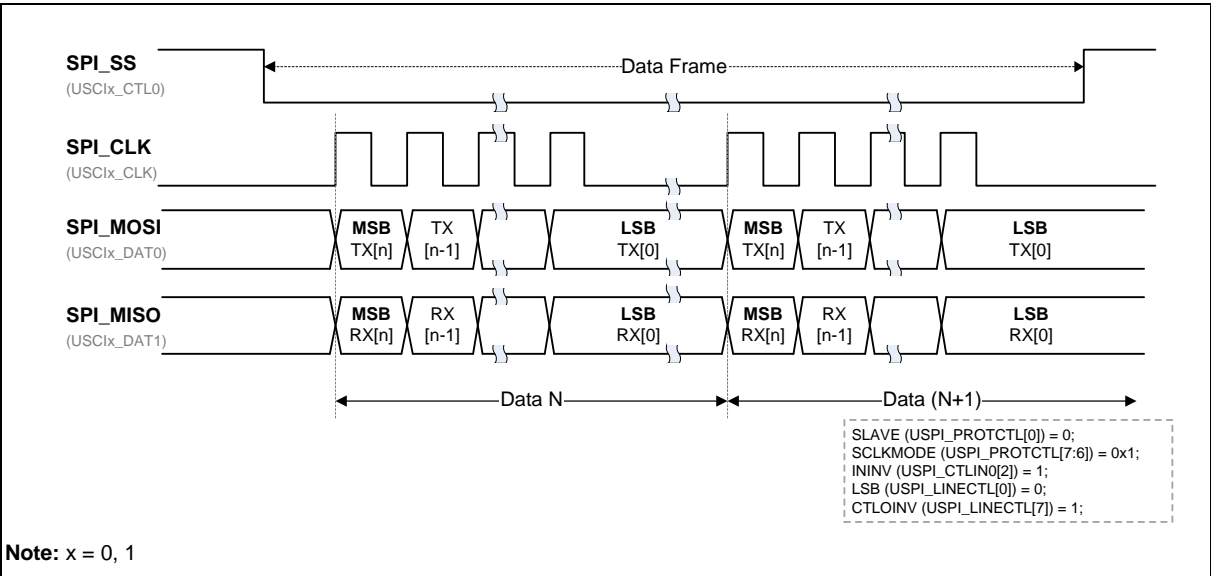 SPI_SS
(USCIx_CTL0)
Data Frame
SPI_CLK
(USCIx_CLK)
SPI_MOSI
(USCIx_DAT0)
MSB
TX[n]
TX
[n-1]
LSB
TX[0]
MSB
TX[n]
TX
[n-1]
LSB
TX[0]
SPI_MISO
(USCIx_DAT1)
MSB
RX[n]
RX
[n-1]
LSB
RX[0]
MSB
RX[n]
RX
[n-1]
LSB
RX[0]
Data N
Data (N+1)
SLAVE (USPI_PROTCTL[0]) = 0;
SCLKMODE (USPI_PROTCTL[7:6]) = 0x1;
ININV (USPI_CTLIN0[2]) = 1;
LSB (USPI_LINECTL[0]) = 0;
CTLOINV (USPI_LINECTL[7]) = 1;
Note: x = 0, 1